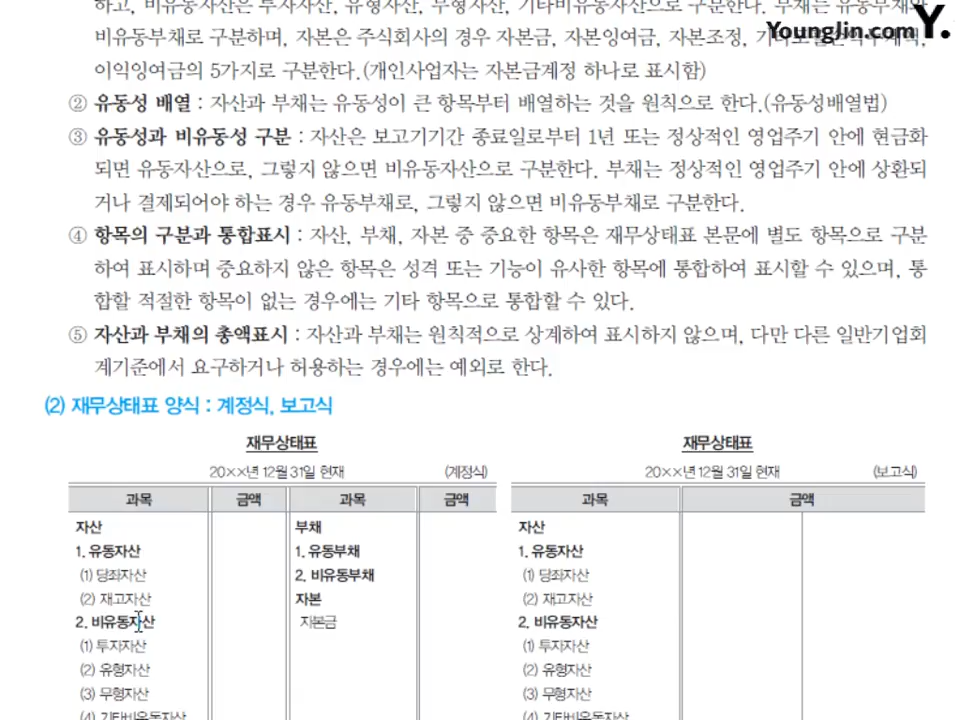 하고, 비유동자산은 투자자산, 유형자산, 무형자산, 기타비유동자산으로 구분한다. 부채는 유동부채와
Younglin.com Y.
비유동부채로 구분하며, 자본은 주식회사의 경우 자본금, 자본잉여금, 자본조정,
이익잉여금의 5가지로 구분한다.(개인사업자는 자본금계정 하나로 표시함)
② 유동성 배열 : 자산과 부채는 유동성이 큰 항목부터 배열하는 것을 원칙으로 한다.(유동성배열법)
③ 유동성과 비유동성 구분 : 자산은 보고기기간 종료일로부터 1년 또는 정상적인 영업주기 안에 현금화
되면 유동자산으로, 그렇지 않으면 비유동자산으로 구분한다. 부채는 정상적인 영업주기 안에 상환되
거나 결제되어야 하는 경우 유동부채로, 그렇지 않으면 비유동부채로 구분한다.
④ 항목의 구분과 통합표시 : 자산, 부채, 자본 중 중요한 항목은 재무상태표 본문에 별도 항목으로 구분
하여 표시하며 중요하지 않은 항목은 성격 또는 기능이 유사한 항목에 통합하여 표시할 수 있으며, 통
합할 적절한 항목이 없는 경우에는 기타 항목으로 통합할 수 있다.
⑤ 자산과 부채의 총액표시 : 자산과 부채는 원칙적으로 상계하여 표시하지 않으며, 다만 다른 일반기업회
계기준에서 요구하거나 허용하는 경우에는 예외로 한다.
(2) 재무상태표 양식 : 계정식, 보고식
재무상태표 재무상태표
20××년 12월 31일 현재 (계정식) 20××년 12월 31일 현재 (보고식)
과목 금액 과목 금액 과목 금액
자산 부채 자산
1. 유동자산 1. 유동부채 1. 유동자산
(1) 당좌자산 2. 비유동부채 (1) 당좌자산
(2) 재고자산 자본 (2) 재고자산
2. 비유동자산 자본금 2. 비유동자산
(1) 투자자산 (1) 투자자산
(2) 유형자산 (2) 유형자산
(3) 무형자산 (3) 무형자산
(4) 기타비유동자산 (4) 기타비유동자산